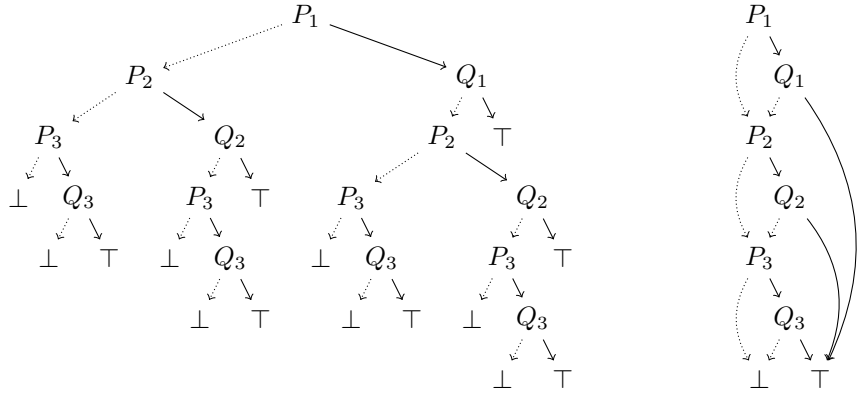 P₁ P₁
P₂ Q₁ Q₁
P₃ Q₂ P₂ ⊤ P₂
⊥ Q₃ P₃ ⊤ P₃ Q₂ Q₂
⊥ ⊤ ⊥ Q₃ ⊥ Q₃ P₃ ⊤ P₃
⊥ ⊤ ⊥ ⊤ ⊥ Q₃ Q₃
⊥ ⊤ ⊥ ⊤